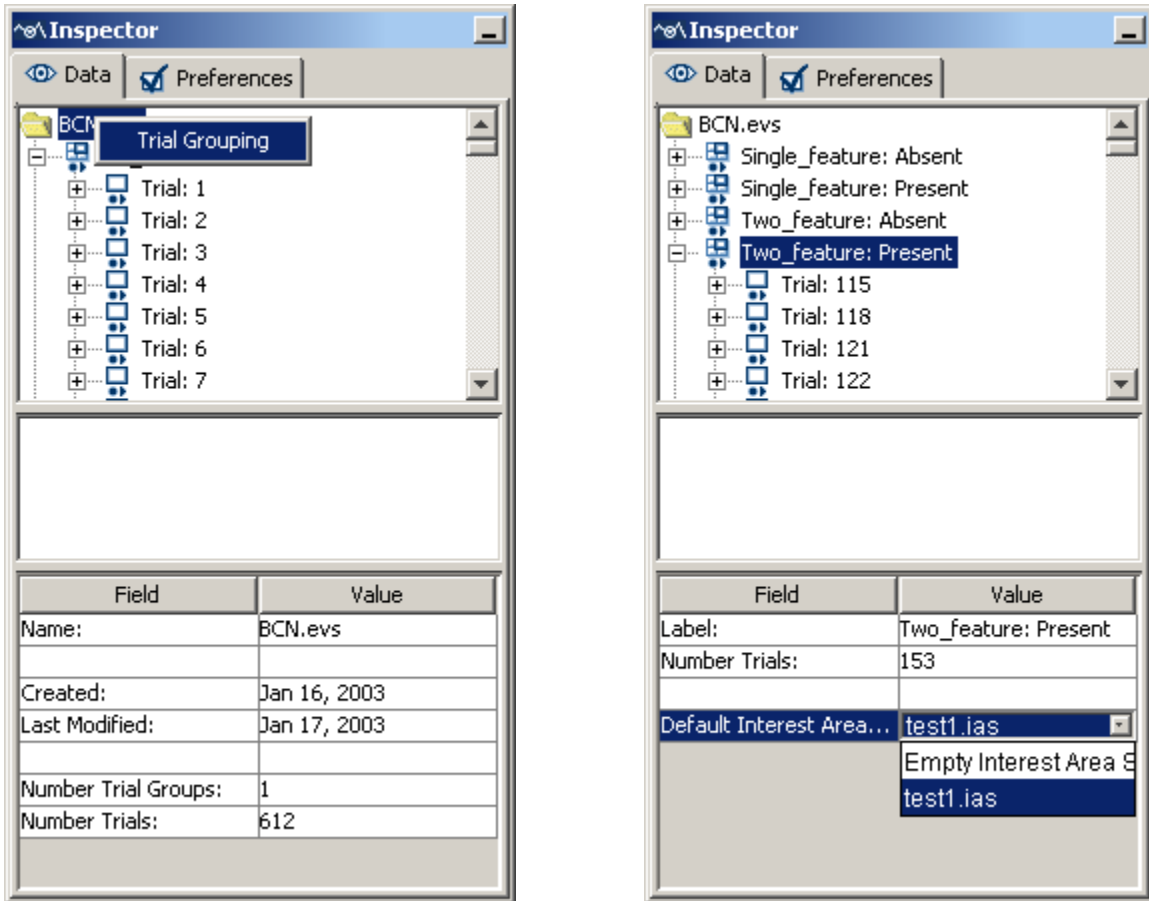 Inspector
Data Preferences
Trial Grouping
Trial: 1
Trial: 2
Trial: 3
Trial: 4
Trial: 5
Trial: 6
Trial: 7
Field Value
Name: BCN.evs
Created: Jan 16, 2003
Last Modified: Jan 17, 2003
Number Trial Groups: 1
Number Trials: 612
Inspector
Data Preferences
BCN.evs
Single_feature: Absent
Single_feature: Present
Two_feature: Absent
Two_feature: Present
Trial: 115
Trial: 118
Trial: 121
Trial: 122
Field Value
Label: Two_feature: Present
Number Trials: 153
Default Interest Area... test1.ias
Empty Interest Area S
test1.ias